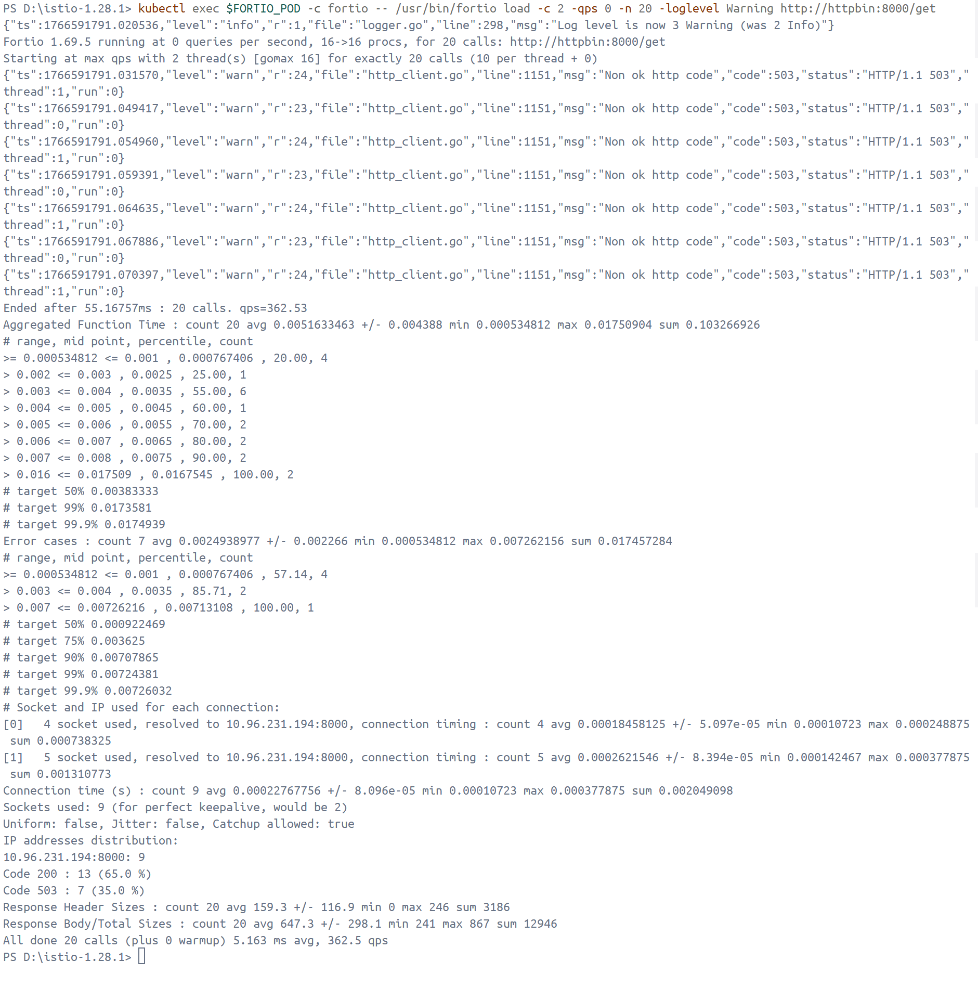 PS D:\istio-1.28.1> kubectl exec $FORTIO_POD -c fortio -- /usr/bin/fortio load -c 2 -qps 0 -n 20 -loglevel Warning http://httpbin:8000/get
{"ts":1766591791.020536,"level":"info","r":1,"file":"logger.go","line":298,"msg":"Log level is now 3 Warning (was 2 Info)"}
Fortio 1.69.5 running at 0 queries per second, 16->16 procs, for 20 calls: http://httpbin:8000/get
Starting at max qps with 2 thread(s) [gomax 16] for exactly 20 calls (10 per thread + 0)
{"ts":1766591791.031570,"level":"warn","r":24,"file":"http_client.go","line":1151,"msg":"Non ok http code","code":503,"status":"HTTP/1.1 503","
thread":1,"run":0}
{"ts":1766591791.049417,"level":"warn","r":23,"file":"http_client.go","line":1151,"msg":"Non ok http code","code":503,"status":"HTTP/1.1 503","
thread":0,"run":0}
{"ts":1766591791.054960,"level":"warn","r":24,"file":"http_client.go","line":1151,"msg":"Non ok http code","code":503,"status":"HTTP/1.1 503","
thread":1,"run":0}
{"ts":1766591791.059391,"level":"warn","r":23,"file":"http_client.go","line":1151,"msg":"Non ok http code","code":503,"status":"HTTP/1.1 503","
thread":0,"run":0}
{"ts":1766591791.064635,"level":"warn","r":24,"file":"http_client.go","line":1151,"msg":"Non ok http code","code":503,"status":"HTTP/1.1 503","
thread":1,"run":0}
{"ts":1766591791.067886,"level":"warn","r":23,"file":"http_client.go","line":1151,"msg":"Non ok http code","code":503,"status":"HTTP/1.1 503","
thread":0,"run":0}
{"ts":1766591791.070397,"level":"warn","r":24,"file":"http_client.go","line":1151,"msg":"Non ok http code","code":503,"status":"HTTP/1.1 503","
thread":1,"run":0}
Ended after 55.16757ms : 20 calls. qps=362.53
Aggregated Function Time : count 20 avg 0.0051633463 +/- 0.004388 min 0.000534812 max 0.01750904 sum 0.103266926
# range, mid point, percentile, count
>= 0.000534812 <= 0.001 , 0.000767406 , 20.00, 4
> 0.002 <= 0.003 , 0.0025 , 25.00, 1
> 0.003 <= 0.004 , 0.0035 , 55.00, 6
> 0.004 <= 0.005 , 0.0045 , 60.00, 1
> 0.005 <= 0.006 , 0.0055 , 70.00, 2
> 0.006 <= 0.007 , 0.0065 , 80.00, 2
> 0.007 <= 0.008 , 0.0075 , 90.00, 2
> 0.016 <= 0.017509 , 0.0167545 , 100.00, 2
# target 50% 0.00383333
# target 99% 0.0173581
# target 99.9% 0.0174939
Error cases : count 7 avg 0.0024938977 +/- 0.002266 min 0.000534812 max 0.007262156 sum 0.017457284
# range, mid point, percentile, count
>= 0.000534812 <= 0.001 , 0.000767406 , 57.14, 4
> 0.003 <= 0.004 , 0.0035 , 85.71, 2
> 0.007 <= 0.00726216 , 0.00713108 , 100.00, 1
# target 50% 0.000922469
# target 75% 0.003625
# target 90% 0.00707865
# target 99% 0.00724381
# target 99.9% 0.00726032
# Socket and IP used for each connection:
[0]   4 socket used, resolved to 10.96.231.194:8000, connection timing : count 4 avg 0.00018458125 +/- 5.097e-05 min 0.00010723 max 0.000248875
 sum 0.000738325
[1]   5 socket used, resolved to 10.96.231.194:8000, connection timing : count 5 avg 0.0002621546 +/- 8.394e-05 min 0.000142467 max 0.000377875
 sum 0.001310773
Connection time (s) : count 9 avg 0.00022767756 +/- 8.096e-05 min 0.00010723 max 0.000377875 sum 0.002049098
Sockets used: 9 (for perfect keepalive, would be 2)
Uniform: false, Jitter: false, Catchup allowed: true
IP addresses distribution:
10.96.231.194:8000: 9
Code 200 : 13 (65.0 %)
Code 503 : 7 (35.0 %)
Response Header Sizes : count 20 avg 159.3 +/- 116.9 min 0 max 246 sum 3186
Response Body/Total Sizes : count 20 avg 647.3 +/- 298.1 min 241 max 867 sum 12946
All done 20 calls (plus 0 warmup) 5.163 ms avg, 362.5 qps
PS D:\istio-1.28.1>